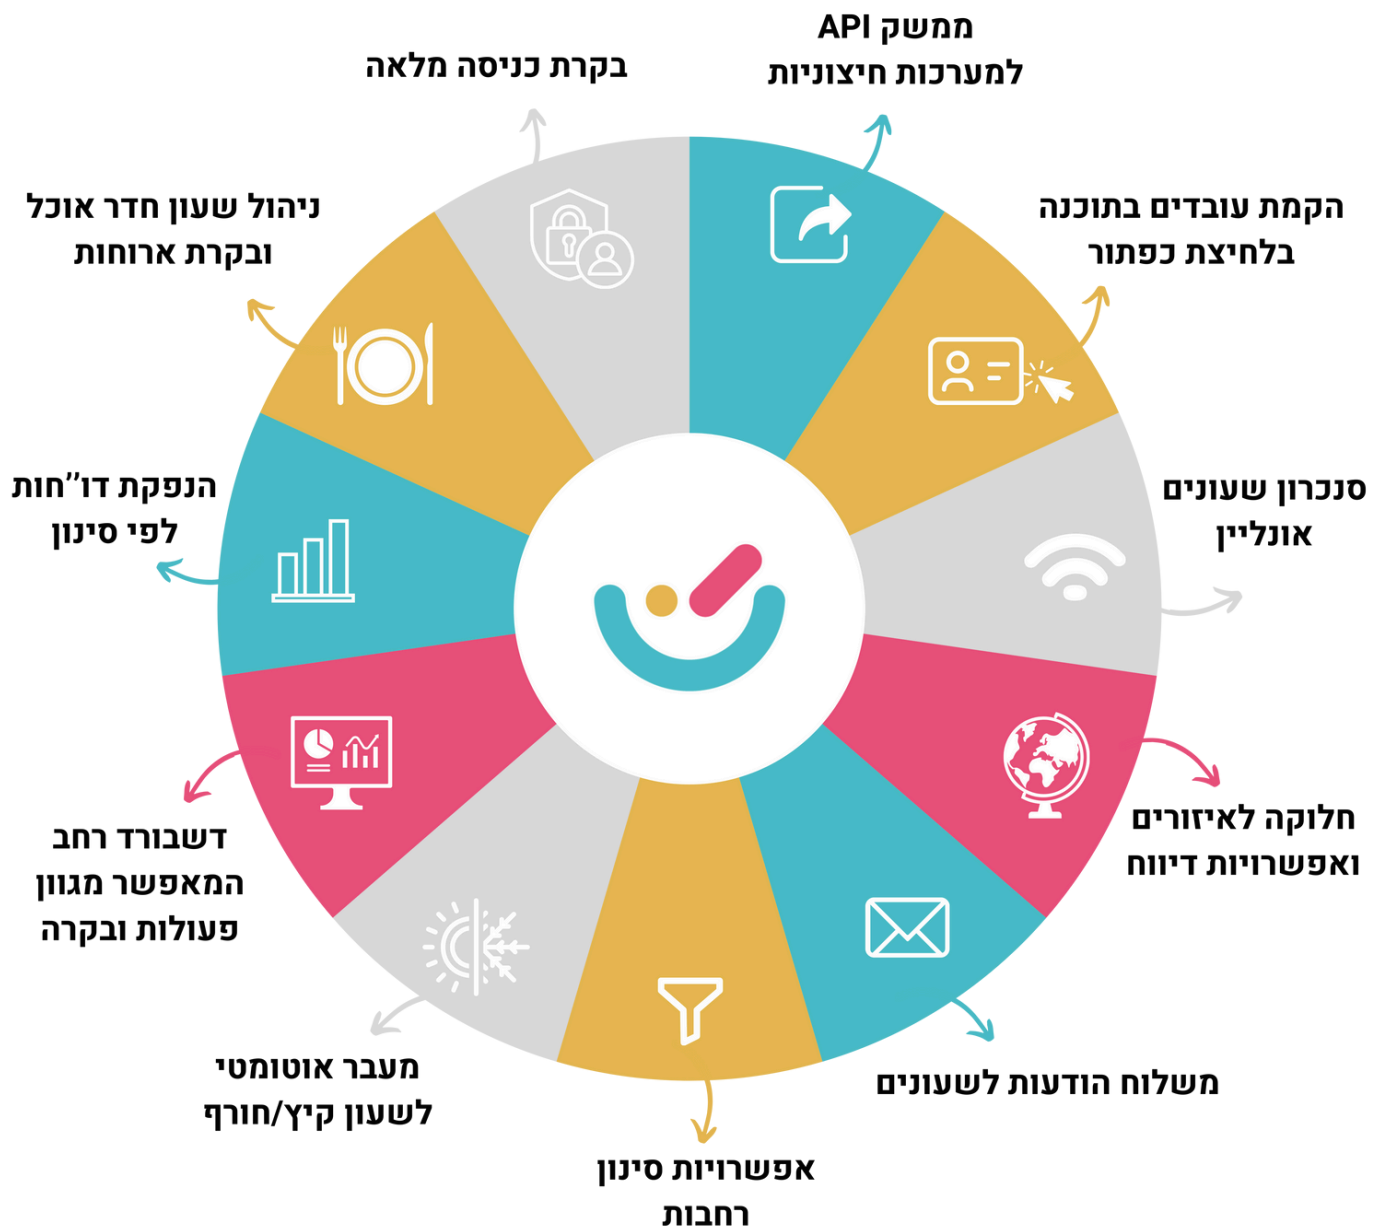 ממשק API
למערכות חיצוניות
הקמת עובדים בתוכנה
בלחיצת כפתור
סנכרון שעונים
אונליין
חלוקה לאיזורים
ואפשרויות דיווח
משלוח הודעות לשעונים
אפשרויות סינון
רחבות
מעבר אוטומטי
לשעון קיץ/חורף
דשבורד רחב
המאפשר מגוון
פעולות ובקרה
הנפקת דו''חות
לפי סינון
ניהול שעון חדר אוכל
ובקרת ארוחות
בקרת כניסה מלאה